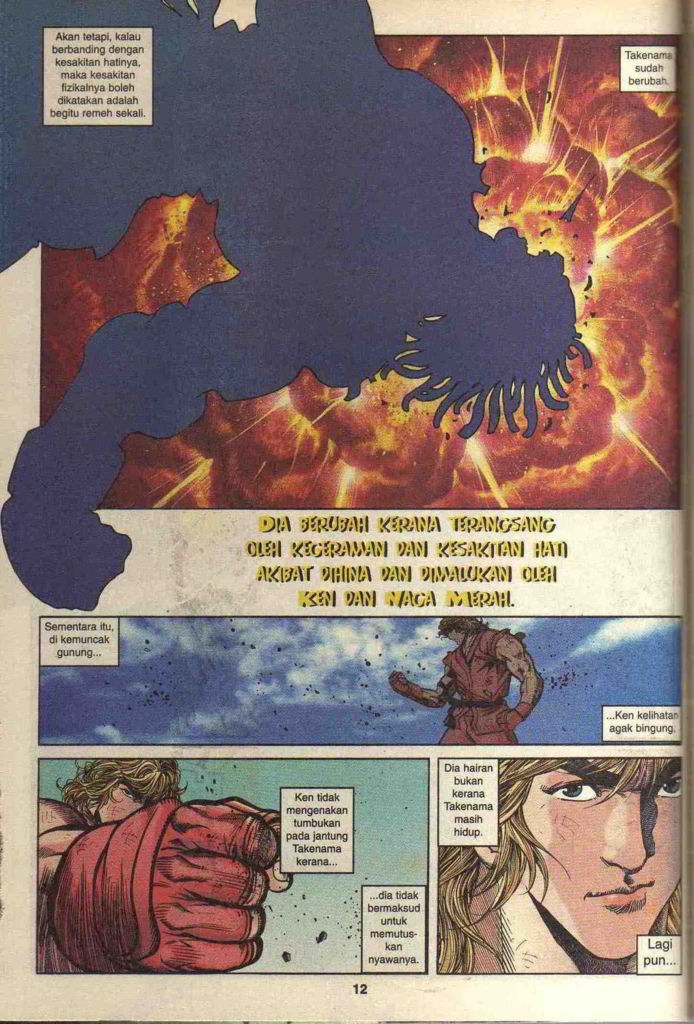 Akan tetapi, kalau
berbanding dengan
kesakitan hatinya,
maka kesakitan
fizikalnya boleh
dikatakan adalah
begitu remeh sekali.
Takenama
sudah
berubah.
DIA BERUBAH KERANA TERANGSANG
OLEH KEGERAMAN DAN KESAKITAN HATI
AKIBAT DIHINA DAN DIMALUKAN OLEH
KEN DAN NAGA MERAH.
Sementara itu,
di kemuncak
gunung...
...Ken kelihatan
agak bingung.
Ken tidak
mengenakan
tumbukan
pada jantung
Takenama
kerana...
...dia tidak
bermaksud
untuk
memutus-
kan
nyawanya.
Dia hairan
bukan
kerana
Takenama
masih
hidup.
Lagi
pun...
12